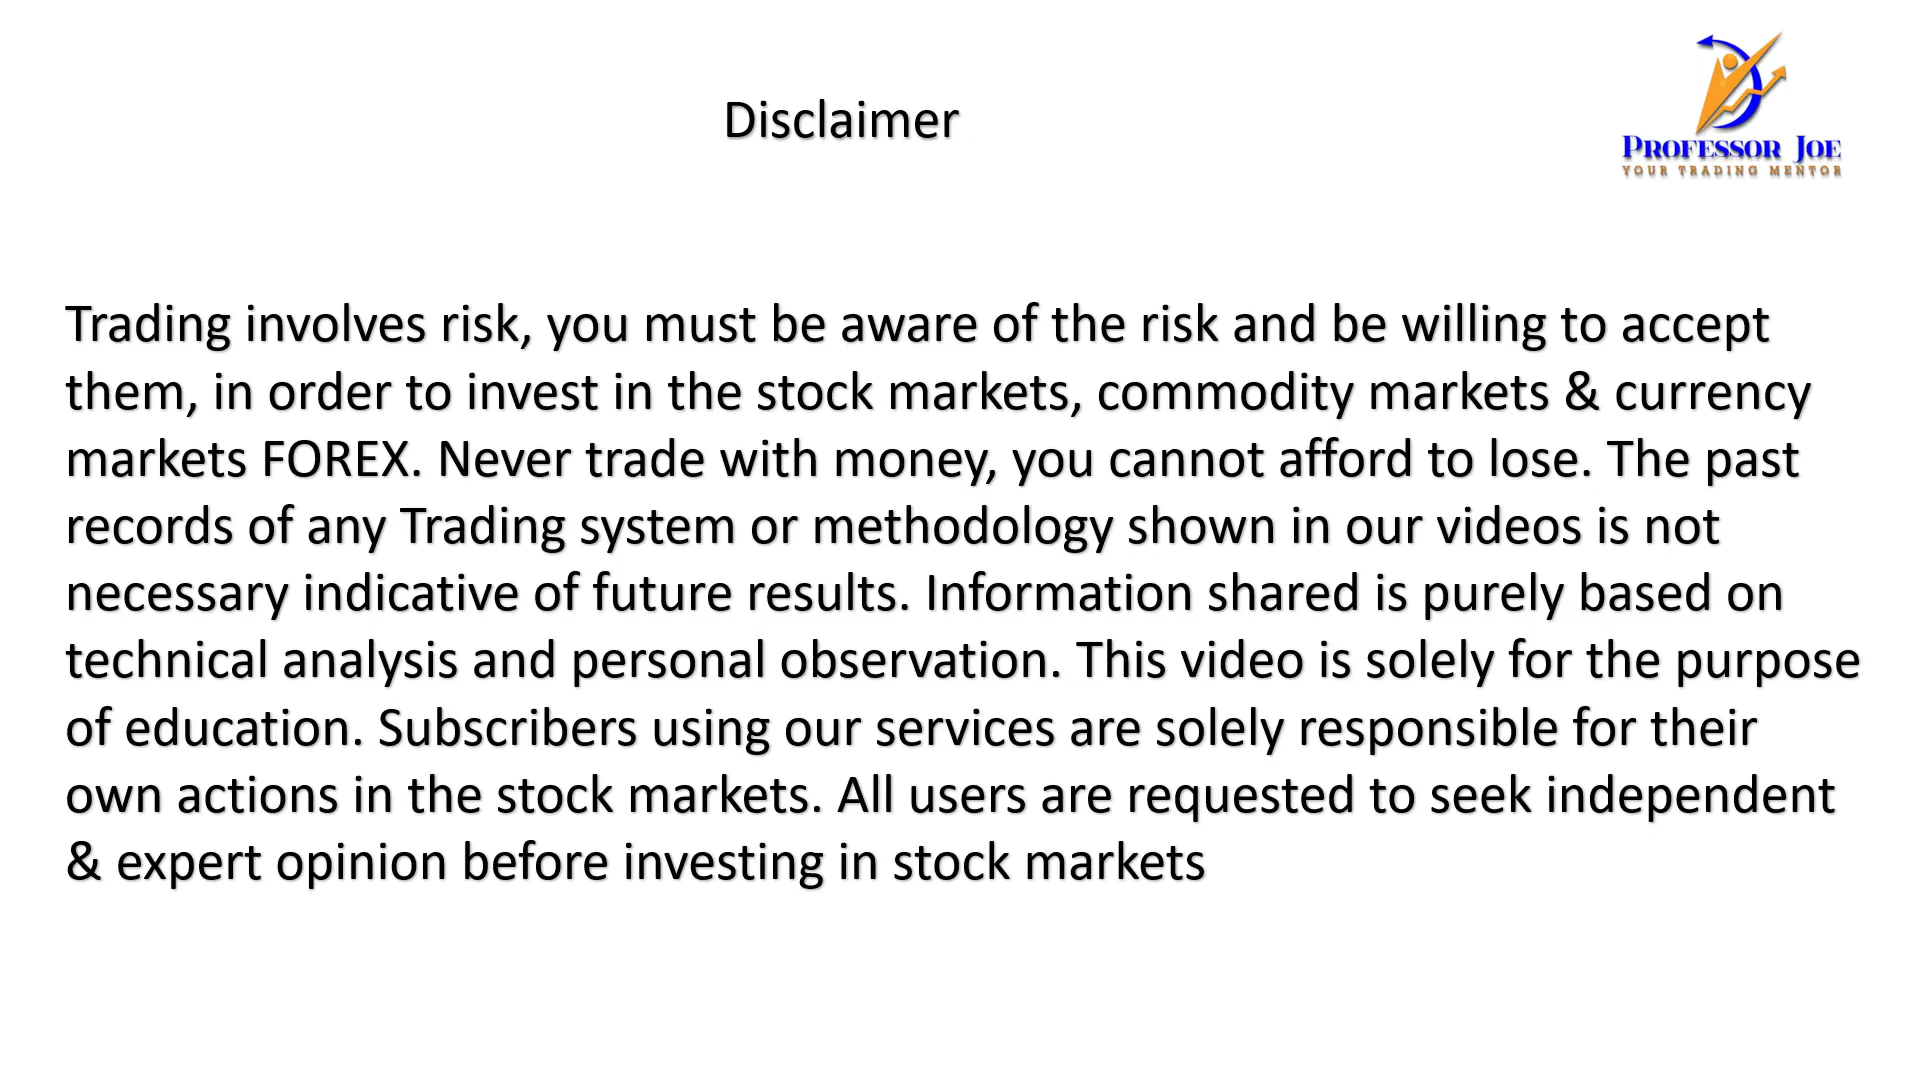 Disclaimer
PROFESSOR JOE
YOUR TRADING MENTOR
Trading involves risk, you must be aware of the risk and be willing to accept
them, in order to invest in the stock markets, commodity markets & currency
markets FOREX. Never trade with money, you cannot afford to lose. The past
records of any Trading system or methodology shown in our videos is not
necessary indicative of future results. Information shared is purely based on
technical analysis and personal observation. This video is solely for the purpose
of education. Subscribers using our services are solely responsible for their
own actions in the stock markets. All users are requested to seek independent
& expert opinion before investing in stock markets